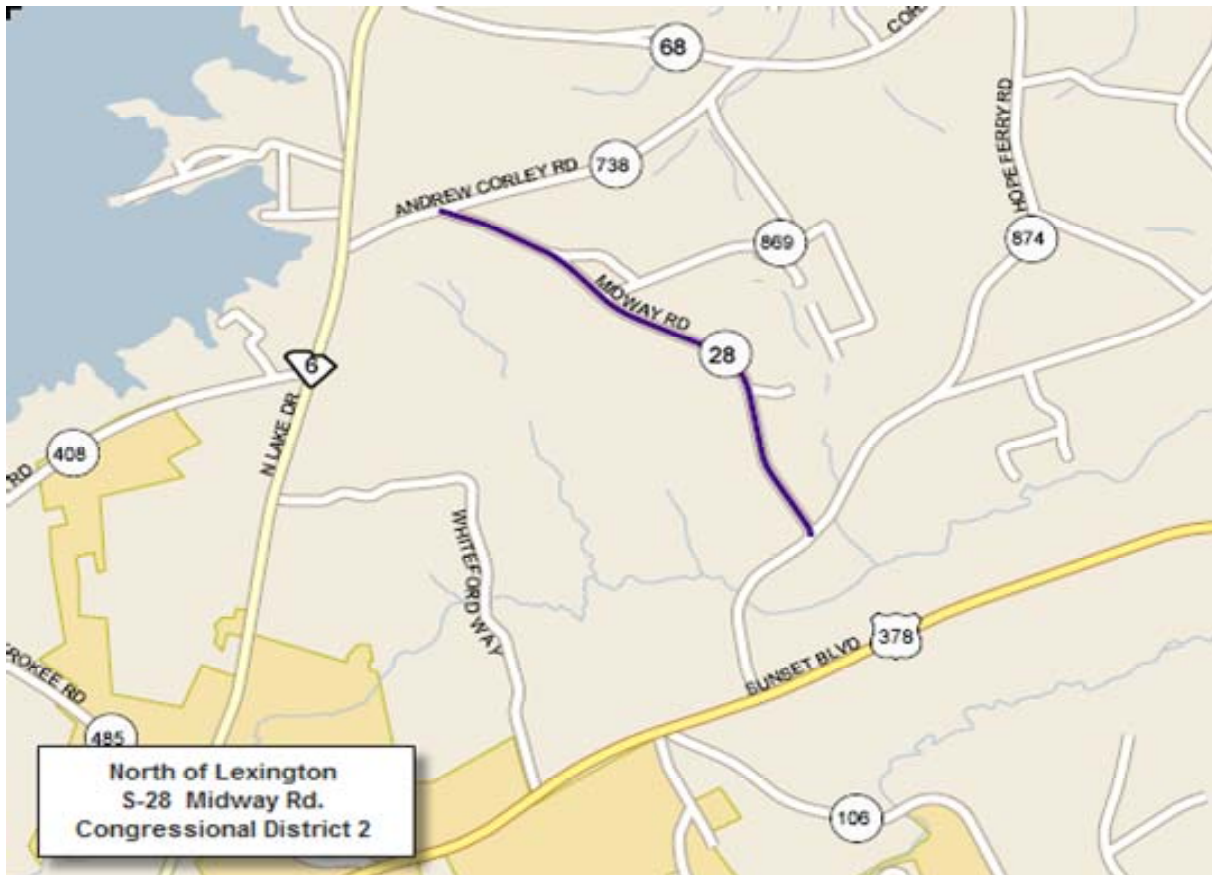 COR
68
HOPE FERRY RD
738
ANDREW CORLEY RD
869
874
MIDWAY RD
28
6
N LAKE DR
408
RD
WHITEFORD WAY
378
SUNSET BLVD
ROKEE RD
485
106
North of Lexington
S-28 Midway Rd.
Congressional District 2